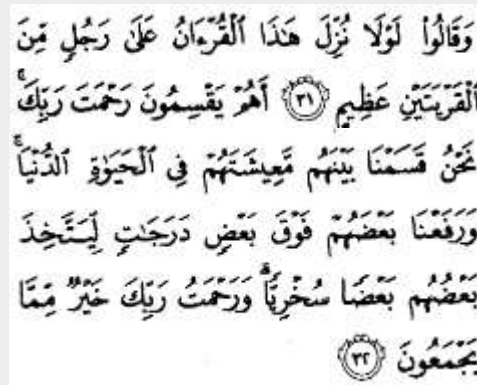 وَقَالُوا۟ لَوْلَا نُزِّلَ هَـٰذَا ٱلْقُرْءَانُ عَلَىٰ رَجُلٍ مِّنَ
ٱلْقَرْيَتَيْنِ عَظِيمٍ ٣١ أَهُمْ يَقْسِمُونَ رَحْمَتَ رَبِّكَ ۚ
نَحْنُ قَسَمْنَا بَيْنَهُم مَّعِيشَتَهُمْ فِى ٱلْحَيَوٰةِ ٱلدُّنْيَا ۚ
وَرَفَعْنَا بَعْضَهُمْ فَوْقَ بَعْضٍ دَرَجَـٰتٍ لِّيَتَّخِذَ
بَعْضُهُم بَعْضًا سُخْرِيًّا ۗ وَرَحْمَتُ رَبِّكَ خَيْرٌ مِّمَّا
يَجْمَعُونَ ٣٢